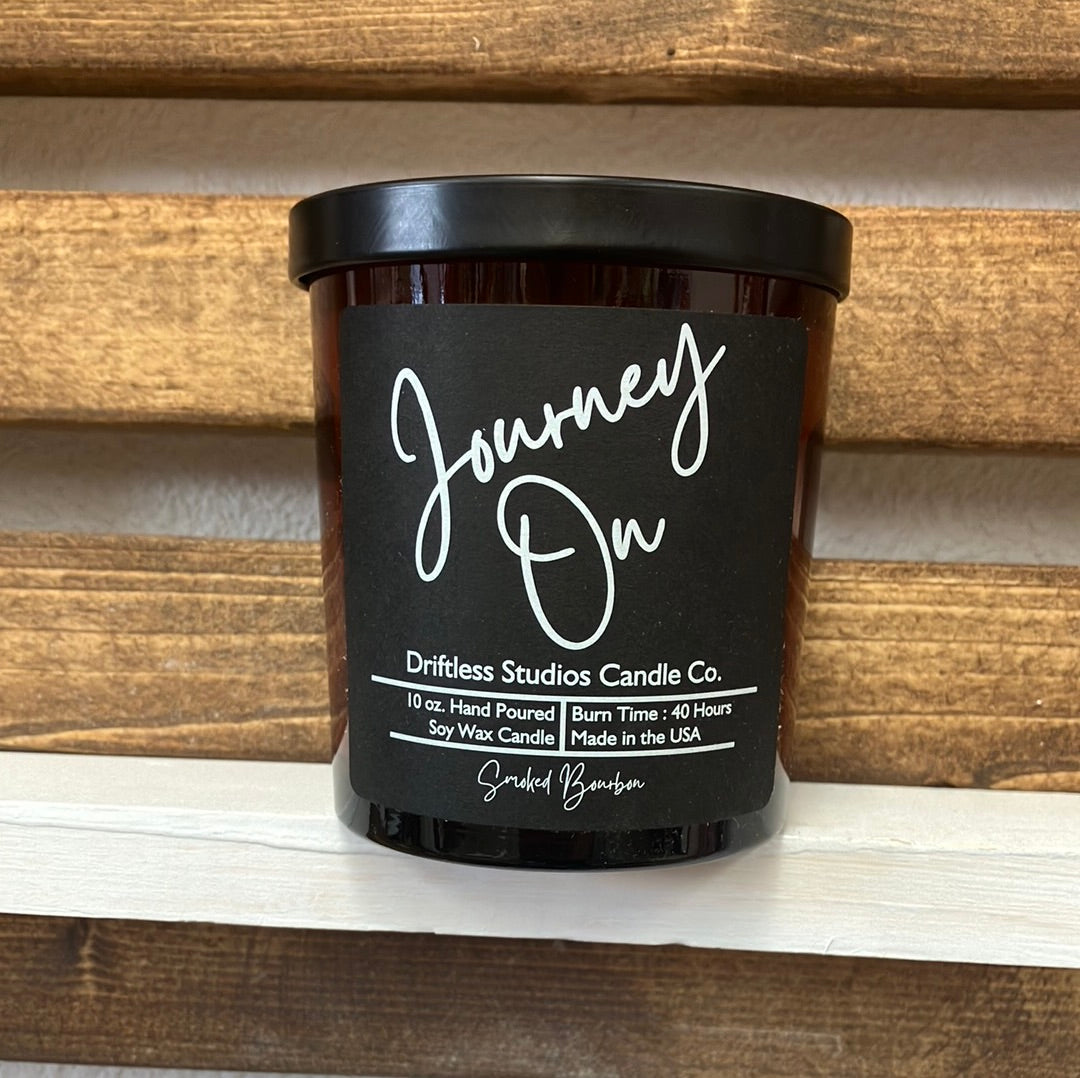 Journey
On
Driftless Studios Candle Co.
10 oz. Hand Poured
Soy Wax Candle
Burn Time : 40 Hours
Made in the USA
Smoked Bourbon